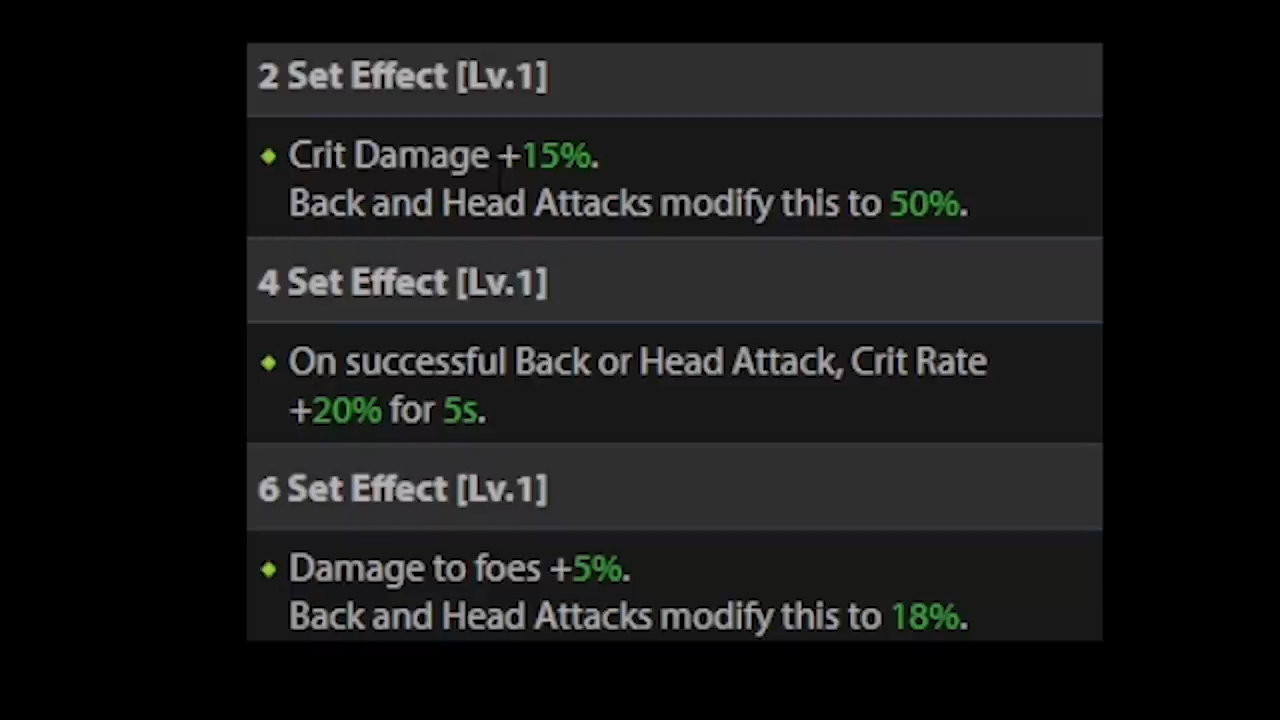 2 Set Effect [Lv.1]
Crit Damage +15%.
Back and Head Attacks modify this to 50%.
4 Set Effect [Lv.1]
On successful Back or Head Attack, Crit Rate
+20% for 5s.
6 Set Effect [Lv.1]
Damage to foes +5%.
Back and Head Attacks modify this to 18%.